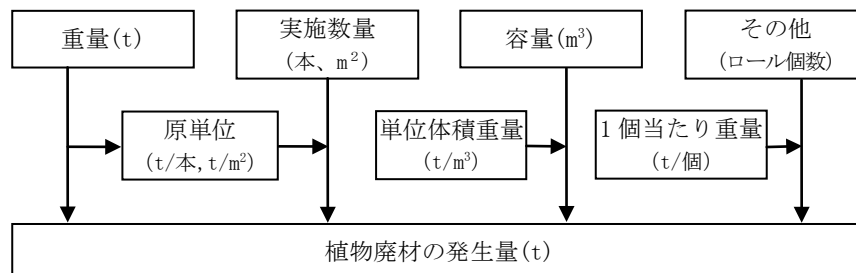 重量(t)
実施数量
(本、m²)
容量(m³)
その他
(ロール個数)
原単位
(t/本,t/m²)
単位体積重量
(t/m³)
1個当たり重量
(t/個)
植物廃材の発生量(t)